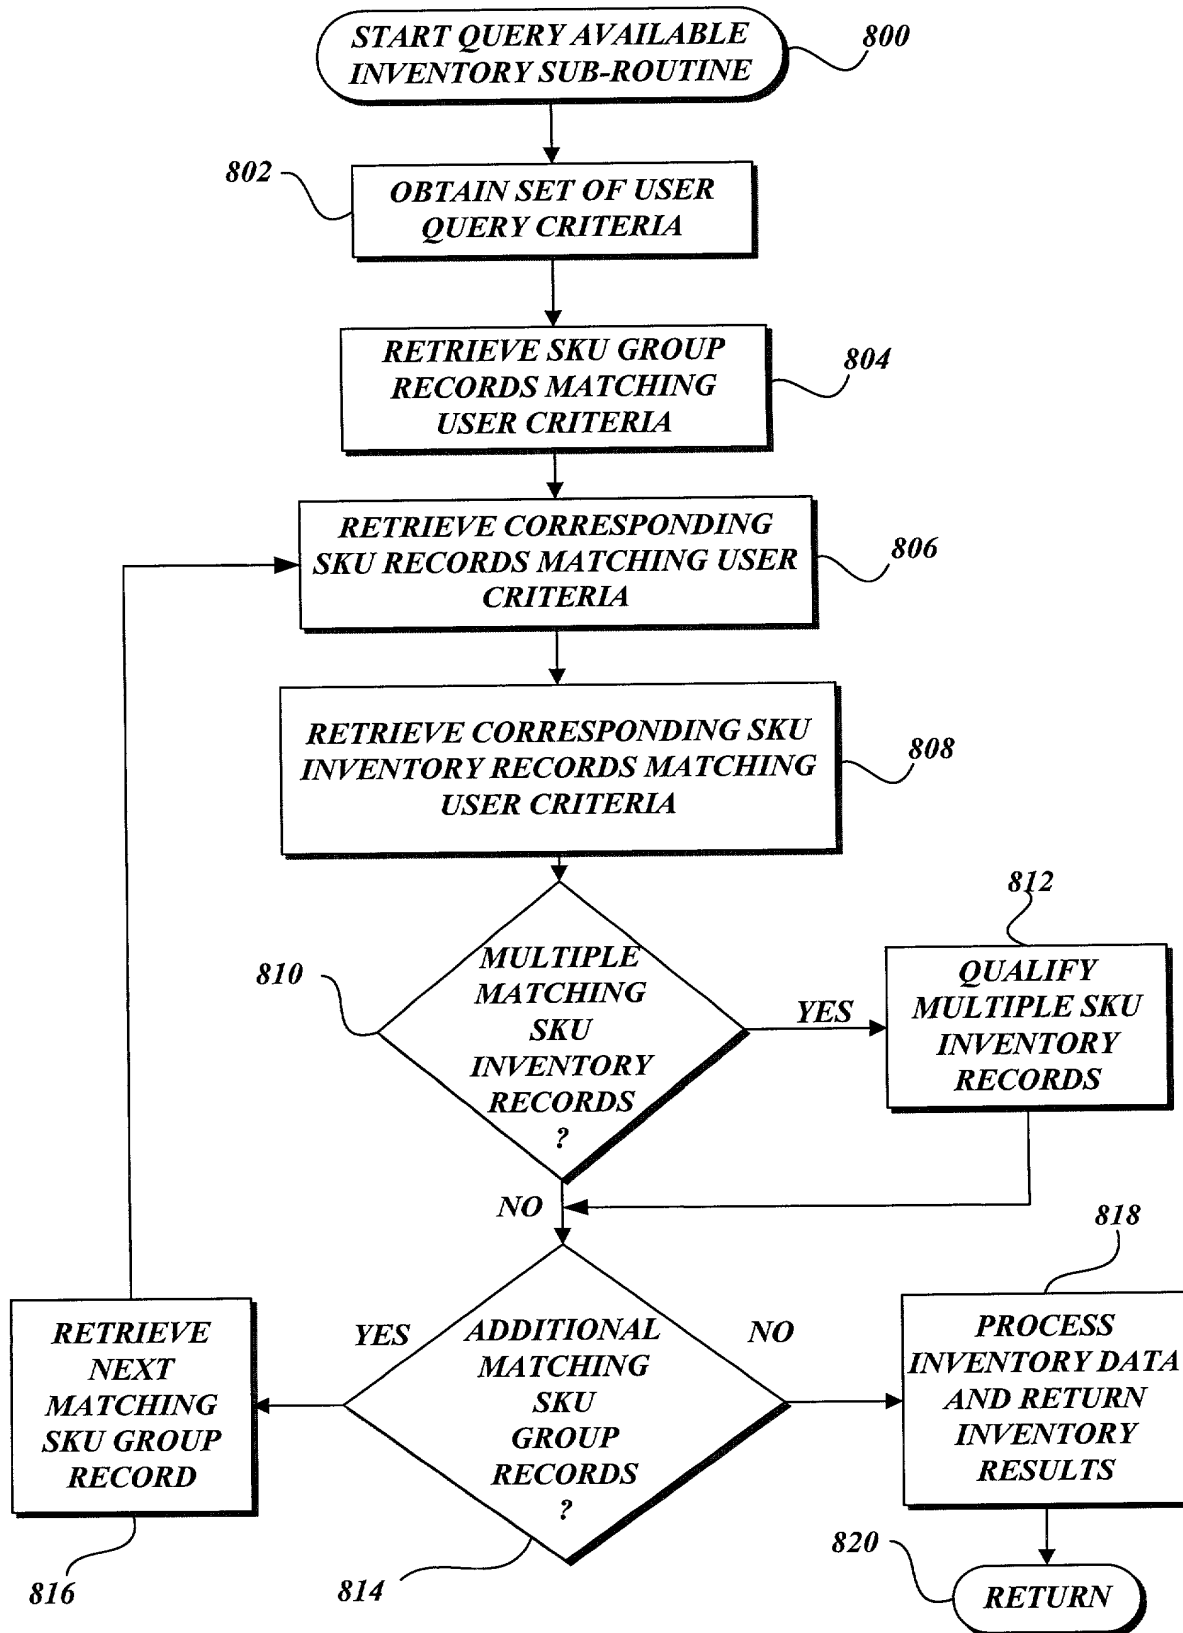 START QUERY AVAILABLE
INVENTORY SUB-ROUTINE
800
802
OBTAIN SET OF USER
QUERY CRITERIA
RETRIEVE SKU GROUP
RECORDS MATCHING
USER CRITERIA
804
RETRIEVE CORRESPONDING
SKU RECORDS MATCHING USER
CRITERIA
806
RETRIEVE CORRESPONDING SKU
INVENTORY RECORDS MATCHING
USER CRITERIA
808
810
MULTIPLE
MATCHING
SKU
INVENTORY
RECORDS
?
YES
812
QUALIFY
MULTIPLE SKU
INVENTORY
RECORDS
NO
818
RETRIEVE
NEXT
MATCHING
SKU GROUP
RECORD
816
YES
ADDITIONAL
MATCHING
SKU
GROUP
RECORDS
?
814
NO
PROCESS
INVENTORY DATA
AND RETURN
INVENTORY
RESULTS
820
RETURN